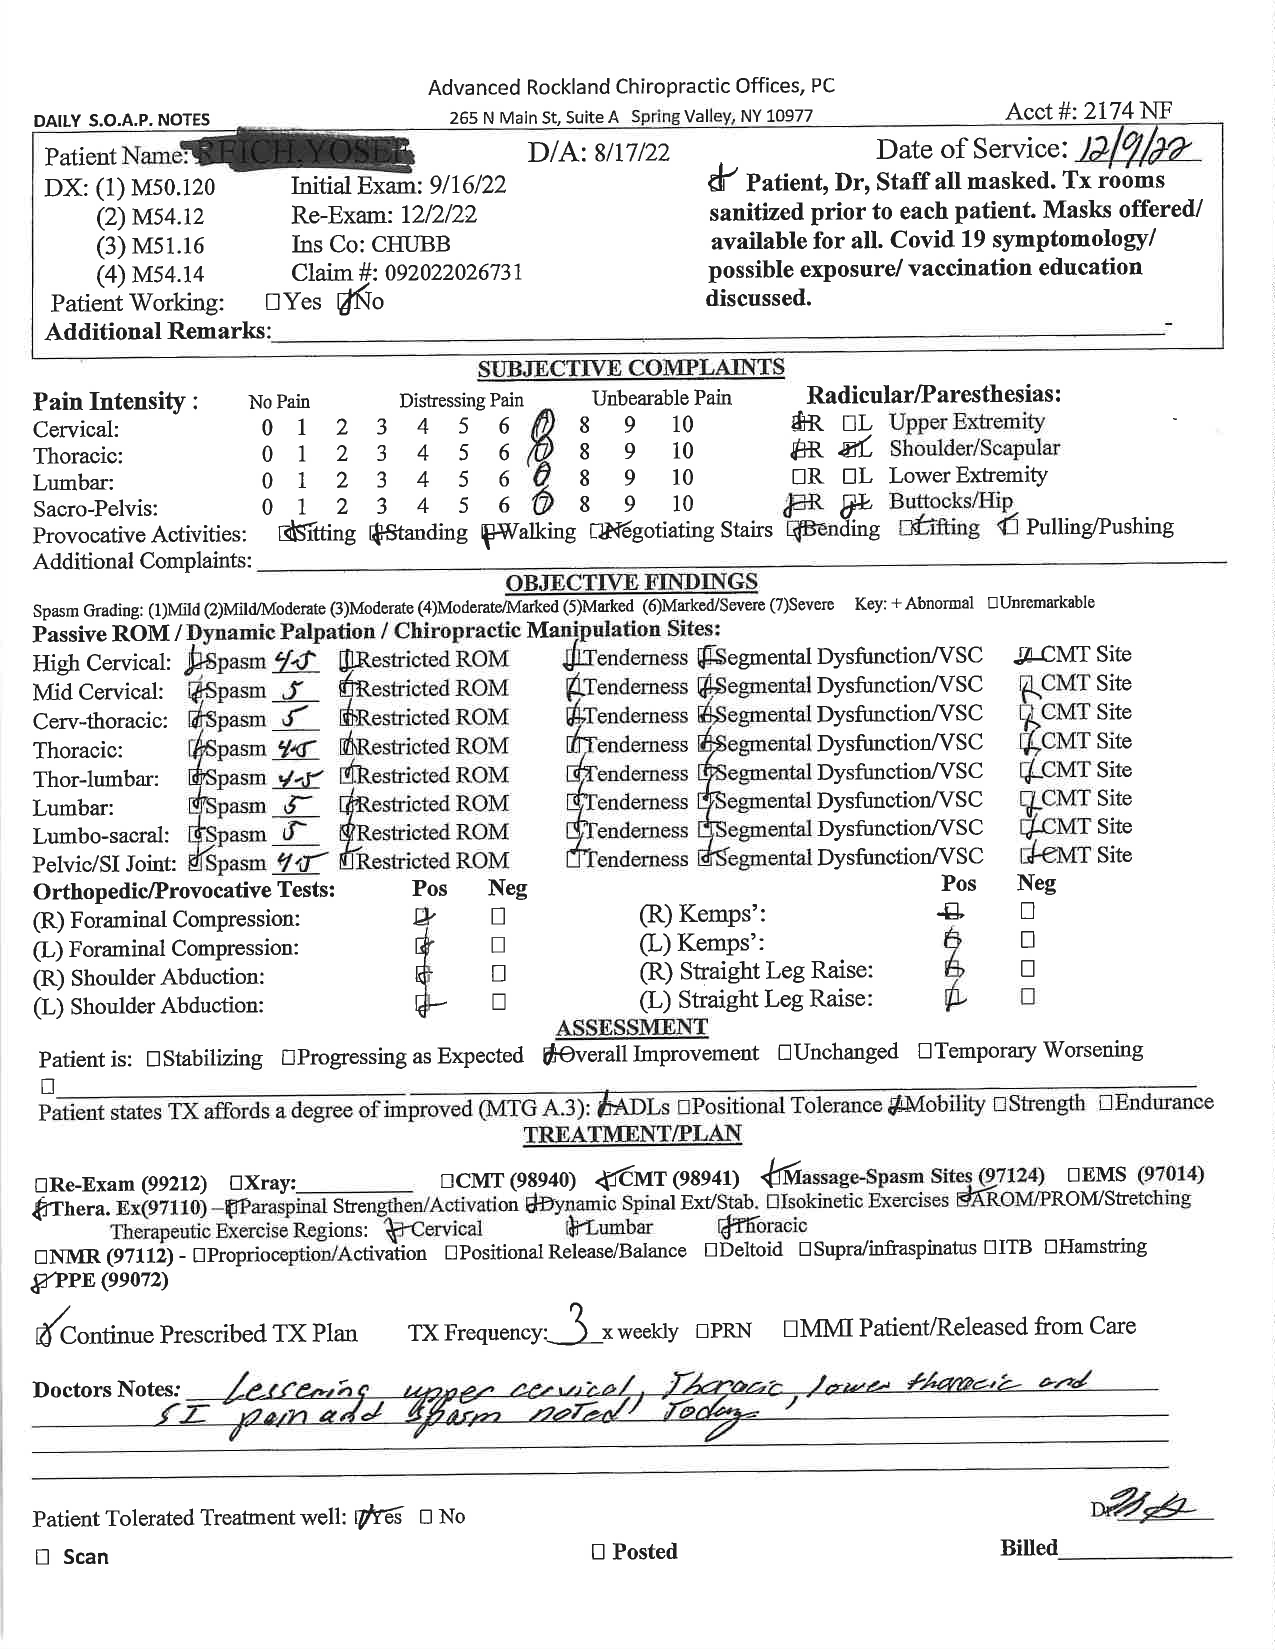 Advanced Rockland Chiropractic Offices, PC
DAILY S.O.A.P. NOTES 265 N Main St, Suite A Spring Valley, NY 10977 Acct #: 2174 NF
Patient Name: D/A: 8/17/22 Date of Service: 12/9/22
DX: (1) M50.120 Initial Exam: 9/16/22 Patient, Dr, Staff all masked. Tx rooms
(2) M54.12 Re-Exam: 12/2/22 sanitized prior to each patient. Masks offered/
(3) M51.16 Ins Co: CHUBB available for all. Covid 19 symptomology/
(4) M54.14 Claim #: 092022026731 possible exposure/ vaccination education
Patient Working: ☐Yes ☑No discussed.
Additional Remarks:
SUBJECTIVE COMPLAINTS
Pain Intensity : No Pain Distressing Pain Unbearable Pain Radicular/Paresthesias:
Cervical: 0 1 2 3 4 5 6 7 8 9 10 ☑R ☐L Upper Extremity
Thoracic: 0 1 2 3 4 5 6 7 8 9 10 ☑R ☑L Shoulder/Scapular
Lumbar: 0 1 2 3 4 5 6 7 8 9 10 ☐R ☐L Lower Extremity
Sacro-Pelvis: 0 1 2 3 4 5 6 7 8 9 10 ☑R ☑L Buttocks/Hip
Provocative Activities: ☑Sitting ☑Standing ☑Walking ☑Negotiating Stairs ☑Bending ☑Lifting ☑ Pulling/Pushing
Additional Complaints:
OBJECTIVE FINDINGS
Spasm Grading: (1)Mild (2)Mild/Moderate (3)Moderate (4)Moderate/Marked (5)Marked (6)Marked/Severe (7)Severe Key: + Abnormal ☐Unremarkable
Passive ROM / Dynamic Palpation / Chiropractic Manipulation Sites:
High Cervical: ☑Spasm 4-5 ☑Restricted ROM ☑Tenderness ☑Segmental Dysfunction/VSC ☑CMT Site
Mid Cervical: ☑Spasm 5 ☑Restricted ROM ☑Tenderness ☑Segmental Dysfunction/VSC ☑CMT Site
Cerv-thoracic: ☑Spasm 5 ☑Restricted ROM ☑Tenderness ☑Segmental Dysfunction/VSC ☑CMT Site
Thoracic: ☑Spasm 4-5 ☑Restricted ROM ☑Tenderness ☑Segmental Dysfunction/VSC ☑CMT Site
Thor-lumbar: ☑Spasm 4-5 ☑Restricted ROM ☑Tenderness ☑Segmental Dysfunction/VSC ☑CMT Site
Lumbar: ☑Spasm 5 ☑Restricted ROM ☑Tenderness ☑Segmental Dysfunction/VSC ☑CMT Site
Lumbo-sacral: ☑Spasm 5 ☑Restricted ROM ☑Tenderness ☑Segmental Dysfunction/VSC ☑CMT Site
Pelvic/SI Joint: ☑Spasm 4-5 ☑Restricted ROM ☑Tenderness ☑Segmental Dysfunction/VSC ☑CMT Site
Orthopedic/Provocative Tests: Pos Neg Pos Neg
(R) Foraminal Compression: ☑ ☐ (R) Kemps': ☑ ☐
(L) Foraminal Compression: ☑ ☐ (L) Kemps': ☑ ☐
(R) Shoulder Abduction: ☑ ☐ (R) Straight Leg Raise: ☑ ☐
(L) Shoulder Abduction: ☑ ☐ (L) Straight Leg Raise: ☑ ☐
ASSESSMENT
Patient is: ☐Stabilizing ☐Progressing as Expected ☑Overall Improvement ☐Unchanged ☐Temporary Worsening
☐
Patient states TX affords a degree of improved (MTG A.3): ☑ADLs ☐Positional Tolerance ☑Mobility ☐Strength ☐Endurance
TREATMENT/PLAN
☐Re-Exam (99212) ☐Xray: ☐CMT (98940) ☑CMT (98941) ☑Massage-Spasm Sites (97124) ☐EMS (97014)
☑Thera. Ex(97110) – ☑Paraspinal Strengthen/Activation ☑Dynamic Spinal Ext/Stab. ☐Isokinetic Exercises ☑AROM/PROM/Stretching
Therapeutic Exercise Regions: ☑Cervical ☑Lumbar ☑Thoracic
☐NMR (97112) - ☐Proprioception/Activation ☐Positional Release/Balance ☐Deltoid ☐Supra/infraspinatus ☐ITB ☐Hamstring
☑PPE (99072)
☑ Continue Prescribed TX Plan TX Frequency: 3 x weekly ☐PRN ☐MMI Patient/Released from Care
Doctors Notes: Lessening upper cervical, Thoracic, lower thoracic and
SI pain and spasm noted today
Patient Tolerated Treatment well: ☑Yes ☐ No Dr
☐ Scan ☐ Posted Billed